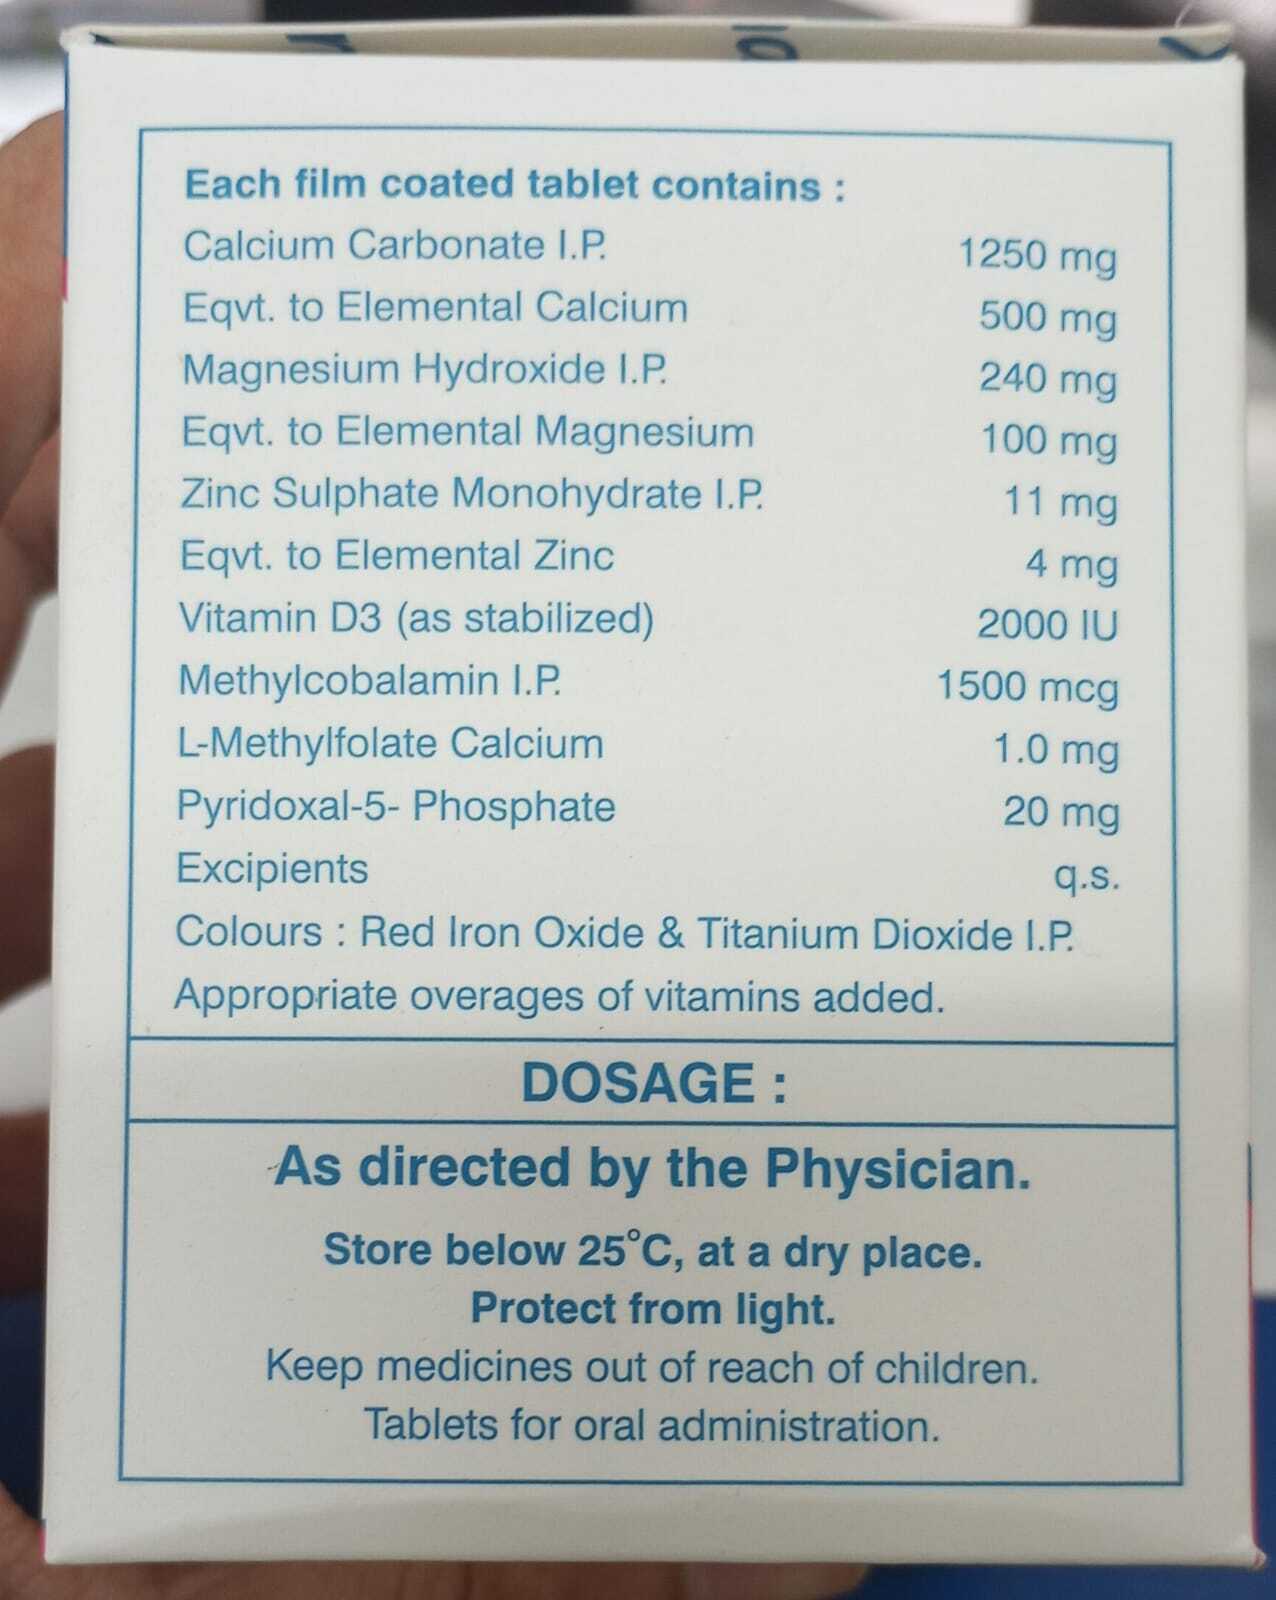 Each film coated tablet contains :
Calcium Carbonate I.P. 1250 mg
Eqvt. to Elemental Calcium 500 mg
Magnesium Hydroxide I.P. 240 mg
Eqvt. to Elemental Magnesium 100 mg
Zinc Sulphate Monohydrate I.P. 11 mg
Eqvt. to Elemental Zinc 4 mg
Vitamin D3 (as stabilized) 2000 IU
Methylcobalamin I.P. 1500 mcg
L-Methylfolate Calcium 1.0 mg
Pyridoxal-5- Phosphate 20 mg
Excipients q.s.
Colours : Red Iron Oxide & Titanium Dioxide I.P.
Appropriate overages of vitamins added.
DOSAGE :
As directed by the Physician.
Store below 25°C, at a dry place.
Protect from light.
Keep medicines out of reach of children.
Tablets for oral administration.